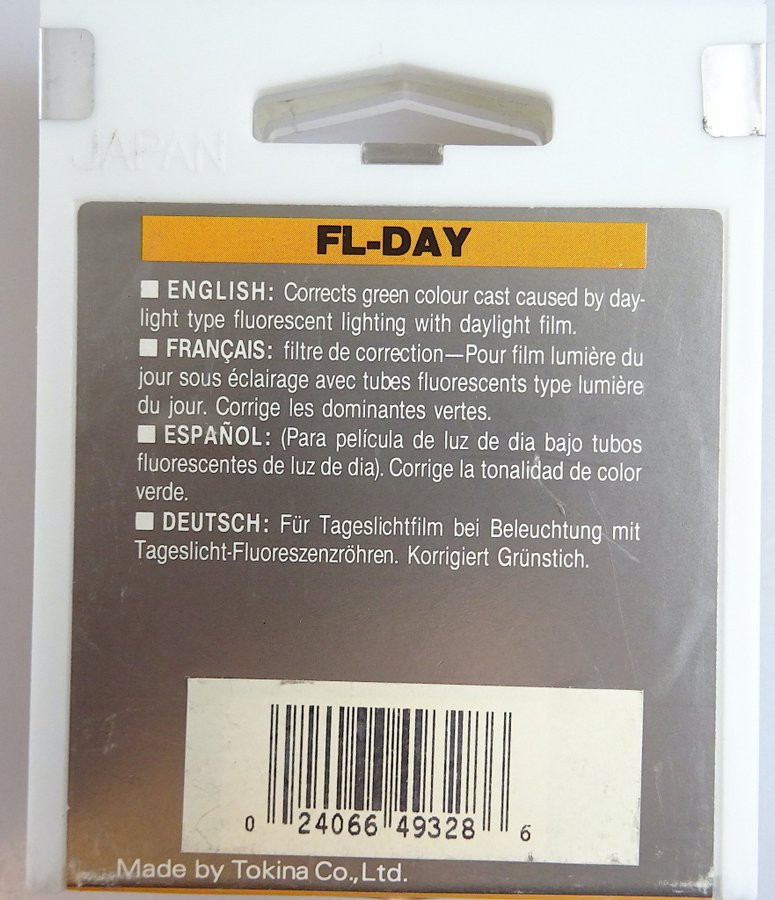 JAPAN
FL-DAY
■ ENGLISH: Corrects green colour cast caused by day-
light type fluorescent lighting with daylight film.
■ FRANÇAIS: filtre de correction—Pour film lumière du
jour sous éclairage avec tubes fluorescents type lumière
du jour. Corrige les dominantes vertes.
■ ESPAÑOL: (Para película de luz de dia bajo tubos
fluorescentes de luz de dia). Corrige la tonalidad de color
verde.
■ DEUTSCH: Für Tageslichtfilm bei Beleuchtung mit
Tageslicht-Fluoreszenzröhren. Korrigiert Grünstich.
0 24066 49328 6
Made by Tokina Co., Ltd.